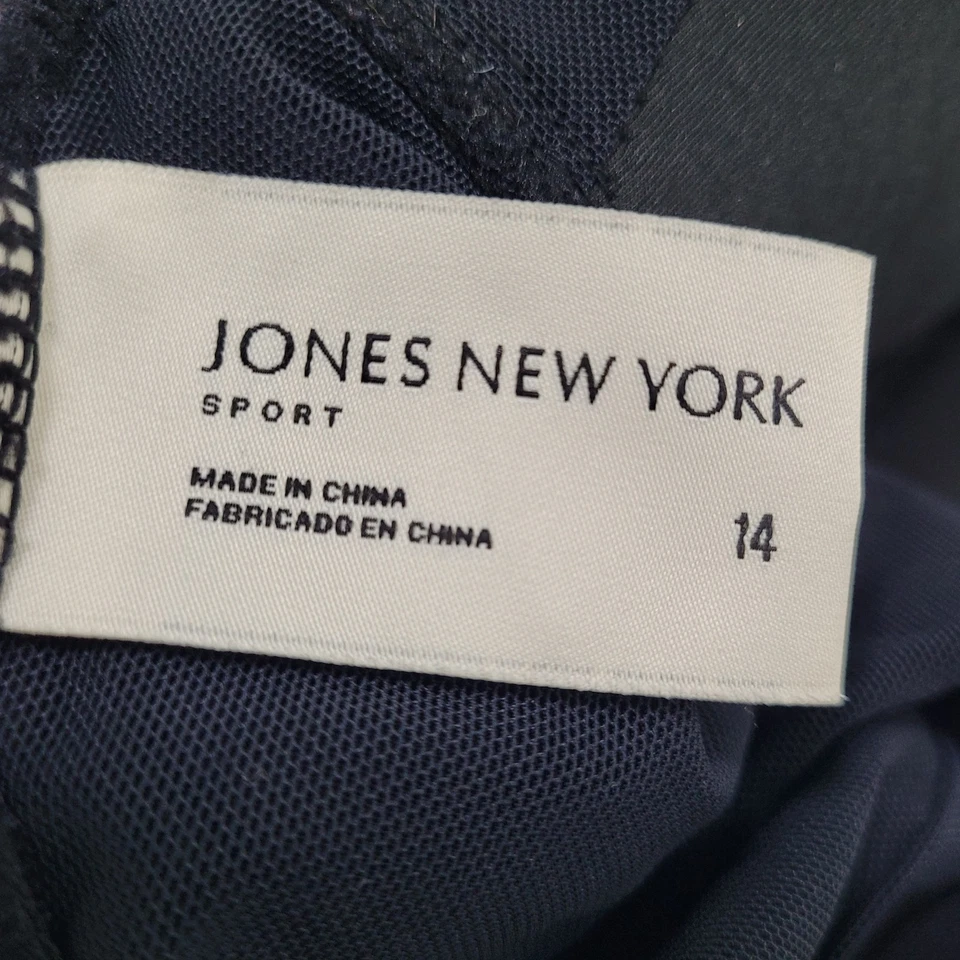 JONES NEW YORK
SPORT
MADE IN CHINA
FABRICADO EN CHINA
14